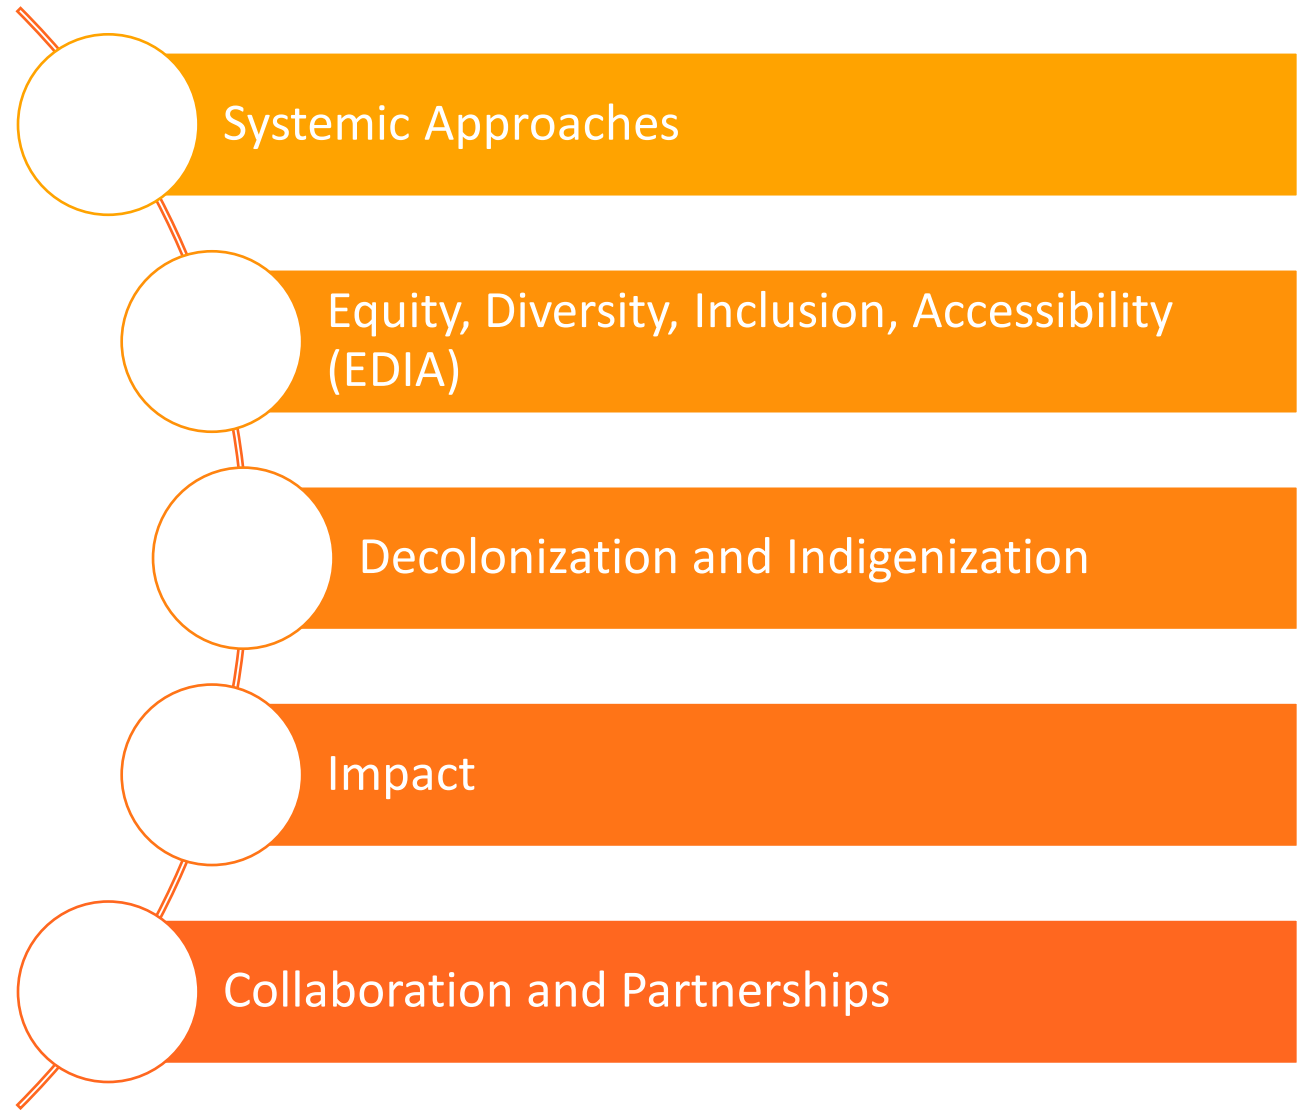 Systemic Approaches
Equity, Diversity, Inclusion, Accessibility
(EDIA)
Decolonization and Indigenization
Impact
Collaboration and Partnerships